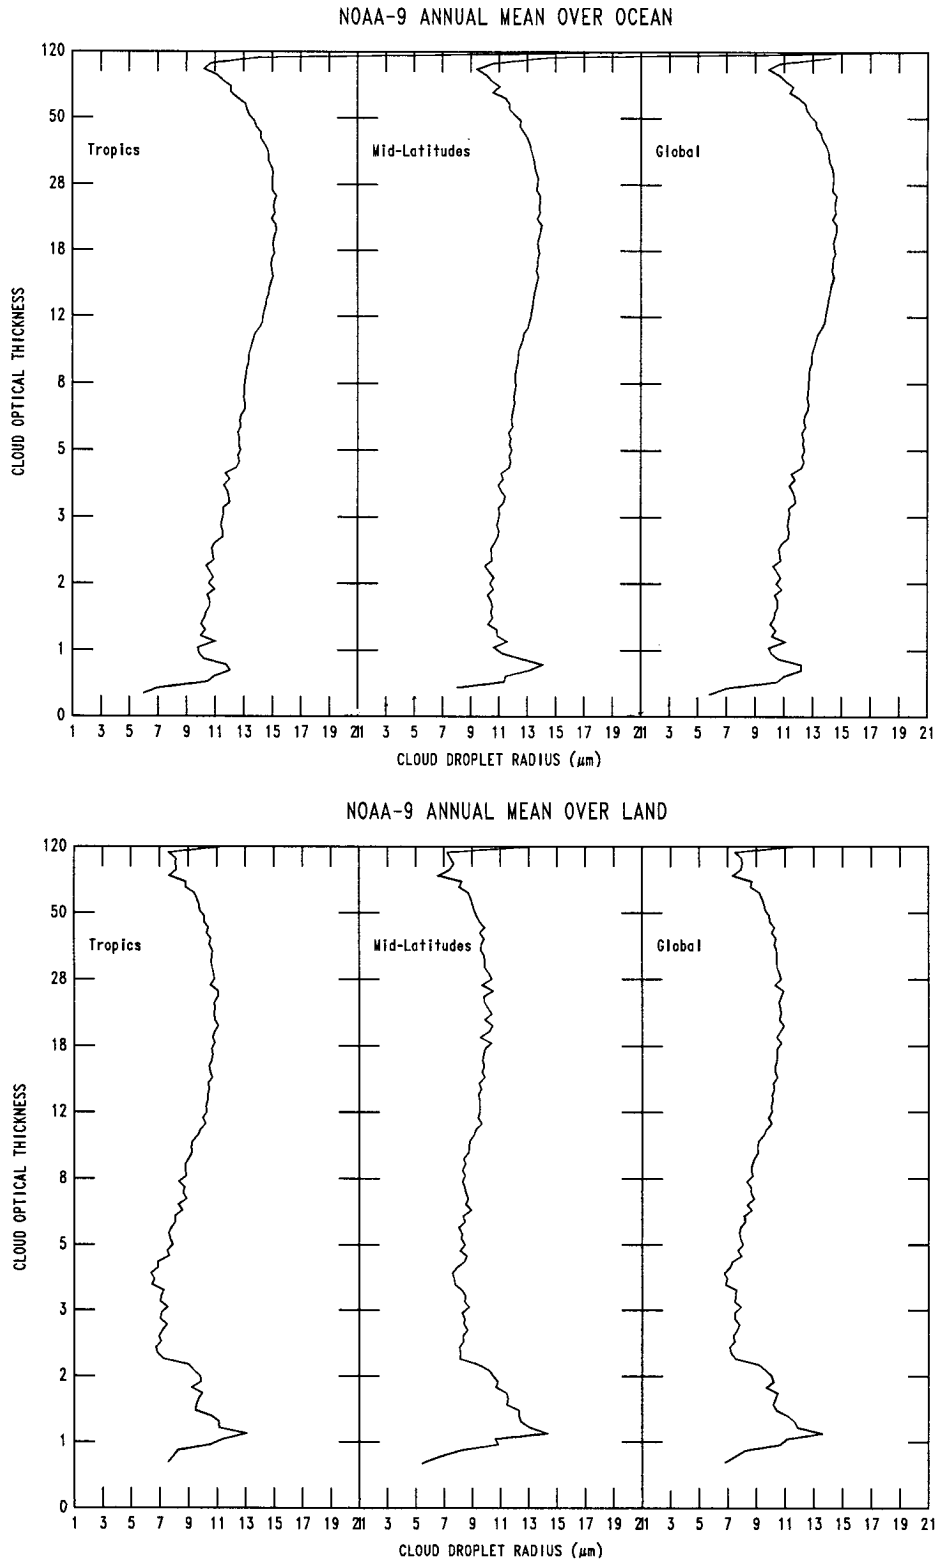 NOAA-9 ANNUAL MEAN OVER OCEAN
120
50
28
18
12
8
5
3
2
1
0
Tropics
Mid-Latitudes
Global
CLOUD OPTICAL THICKNESS
1 3 5 7 9 11 13 15 17 19 21 3 5 7 9 11 13 15 17 19 21 3 5 7 9 11 13 15 17 19 21
CLOUD DROPLET RADIUS (μm)
NOAA-9 ANNUAL MEAN OVER LAND
120
50
28
18
12
8
5
3
2
1
0
Tropics
Mid-Latitudes
Global
CLOUD OPTICAL THICKNESS
1 3 5 7 9 11 13 15 17 19 21 3 5 7 9 11 13 15 17 19 21 3 5 7 9 11 13 15 17 19 21
CLOUD DROPLET RADIUS (μm)